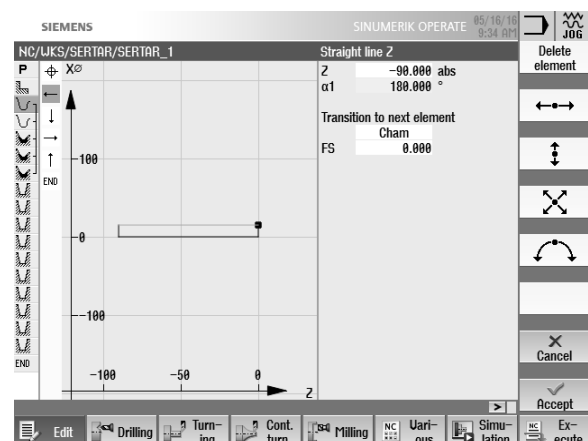 SIEMENS
SINUMERIK OPERATE
05/16/16
9:34 AM
JOG
NC/WKS/SERTAR/SERTAR_1
Straight line Z
Delete
element
P
XØ
Z -90.000 abs
α1 180.000 °
Transition to next element
Cham
FS 0.000
END
100
0
-100
END
-100 -50 0
Z
Cancel
Accept
Edit
Drilling
Turn-
ing
Cont.
turn
Milling
NC
Vari-
ous
Simu-
lation
NC
Ex-
ecute